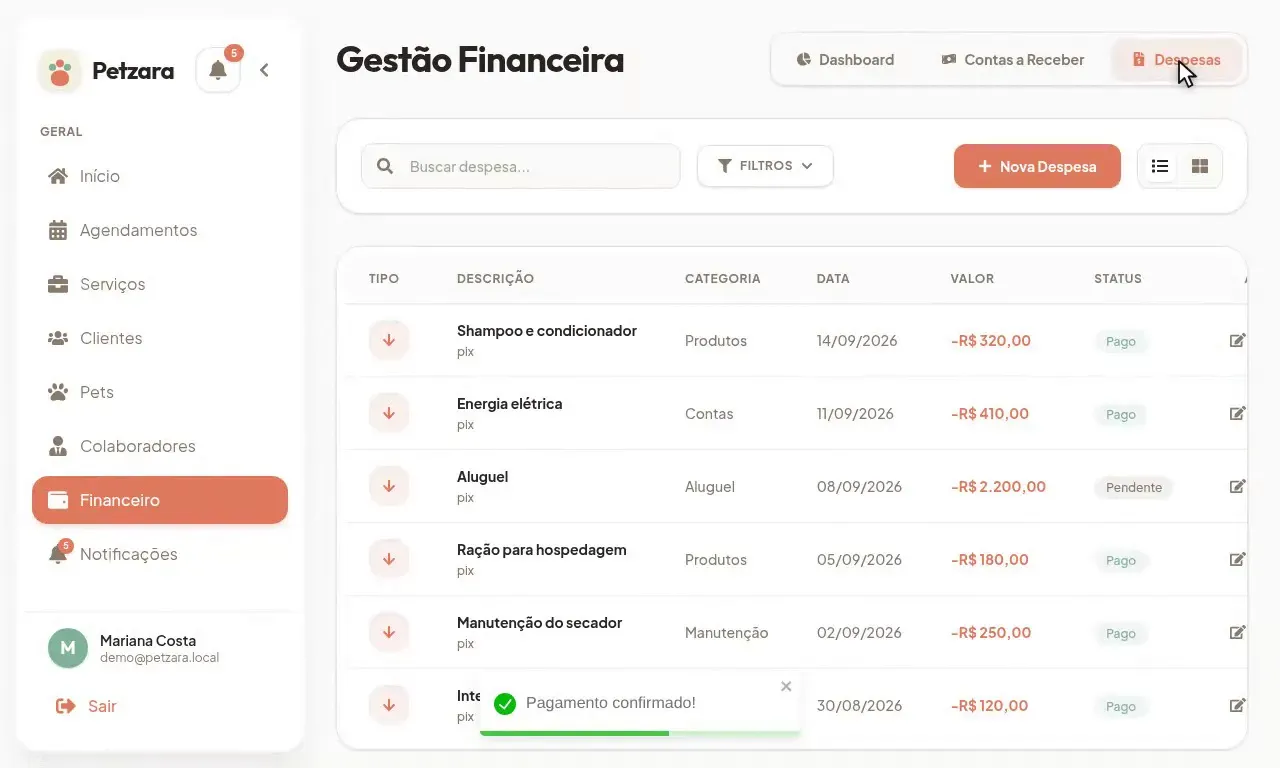 Petzara
5
GERAL
Início
Agendamentos
Serviços
Clientes
Pets
Colaboradores
Financeiro
5
Notificações
M
Mariana Costa
demo@petzara.local
Sair
Gestão Financeira
Dashboard
Contas a Receber
Despesas
Buscar despesa...
FILTROS
Nova Despesa
TIPO DESCRIÇÃO CATEGORIA DATA VALOR STATUS
Shampoo e condicionador
pix
Produtos 14/09/2026 -R$ 320,00 Pago
Energia elétrica
pix
Contas 11/09/2026 -R$ 410,00 Pago
Aluguel
pix
Aluguel 08/09/2026 -R$ 2.200,00 Pendente
Ração para hospedagem
pix
Produtos 05/09/2026 -R$ 180,00 Pago
Manutenção do secador
pix
Manutenção 02/09/2026 -R$ 250,00 Pago
Inte
pix
30/08/2026 -R$ 120,00 Pago
Pagamento confirmado!